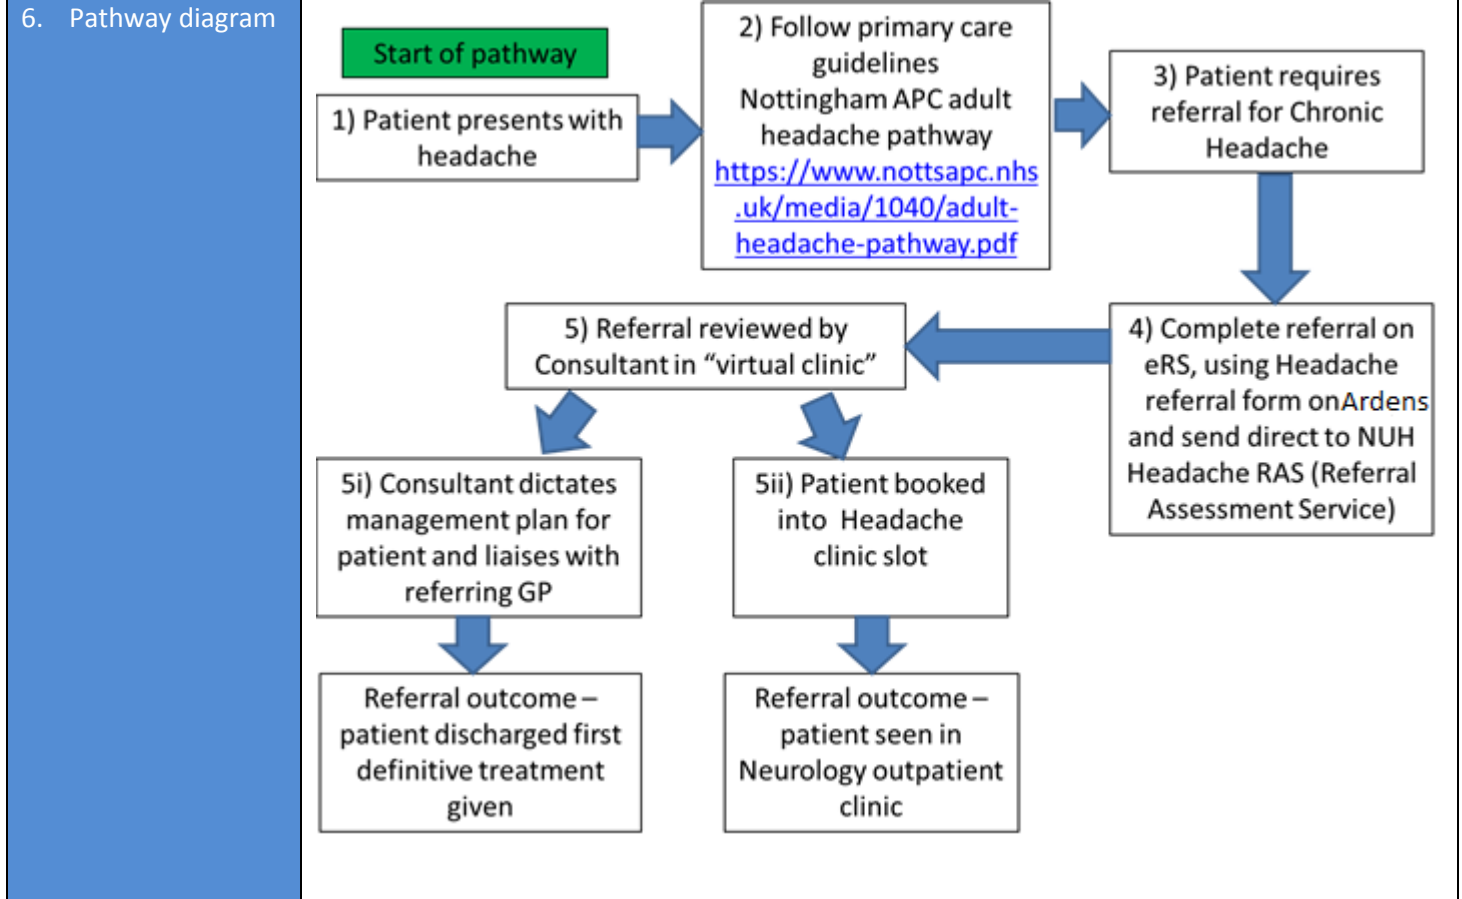 6. Pathway diagram
Start of pathway
1) Patient presents with
headache
2) Follow primary care
guidelines
Nottingham APC adult
headache pathway
https://www.nottsapc.nhs
.uk/media/1040/adult-
headache-pathway.pdf
3) Patient requires
referral for Chronic
Headache
4) Complete referral on
eRS, using Headache
referral form onArdens
and send direct to NUH
Headache RAS (Referral
Assessment Service)
5) Referral reviewed by
Consultant in “virtual clinic”
5i) Consultant dictates
management plan for
patient and liaises with
referring GP
5ii) Patient booked
into Headache
clinic slot
Referral outcome –
patient discharged first
definitive treatment
given
Referral outcome –
patient seen in
Neurology outpatient
clinic